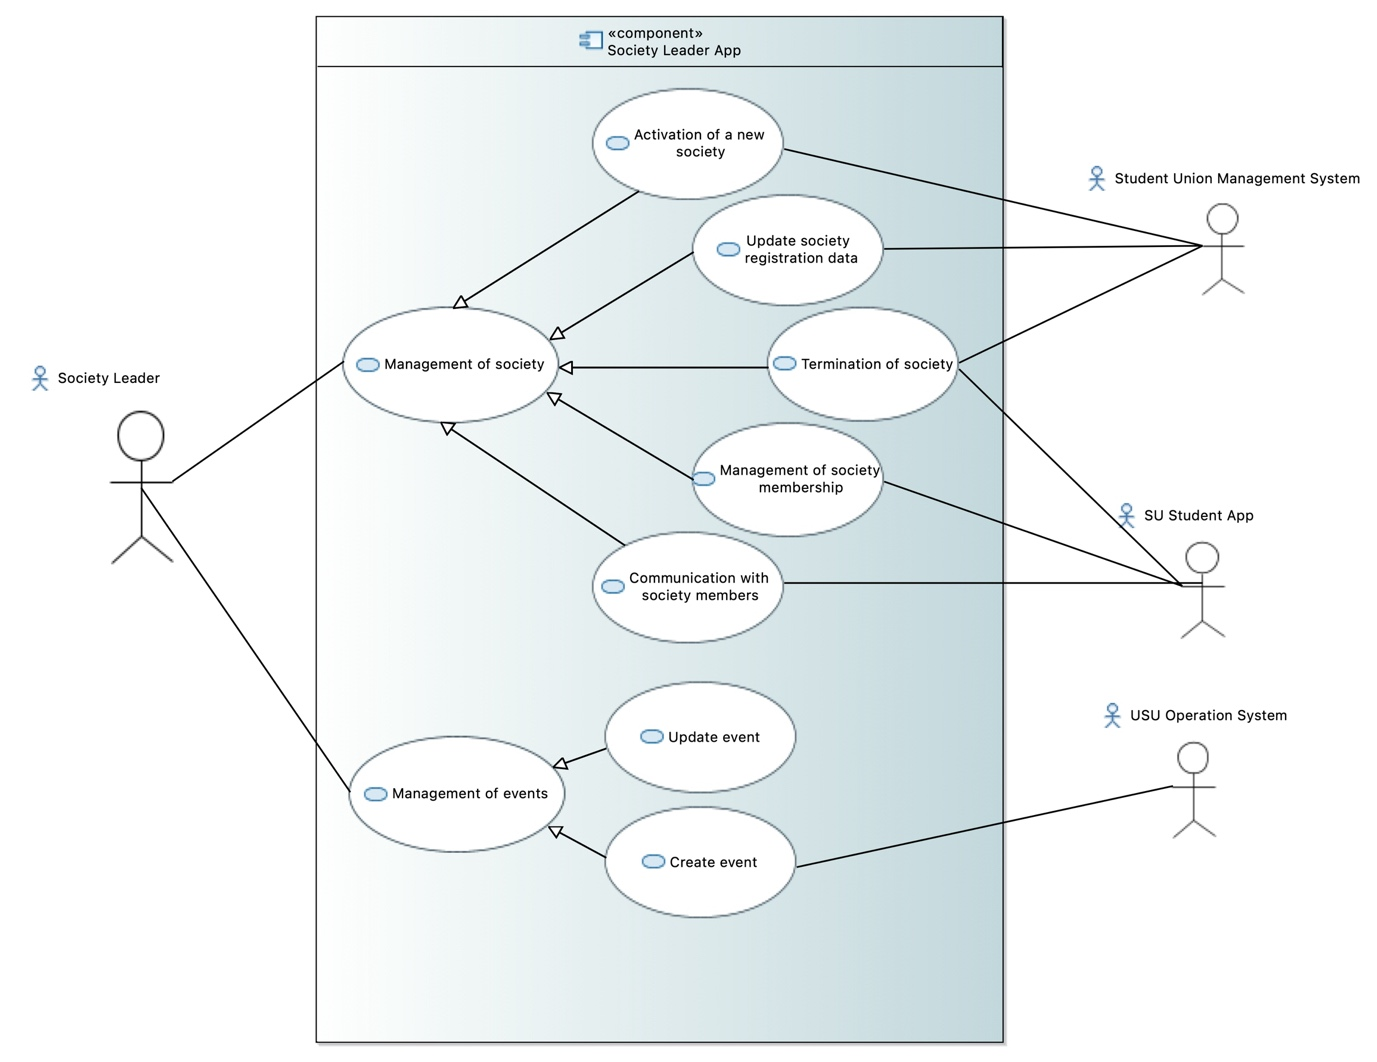 «component»
Society Leader App
Activation of a new
society
Student Union Management System
Update society
registration data
Management of society
Termination of society
Society Leader
Management of society
membership
SU Student App
Communication with
society members
USU Operation System
Update event
Management of events
Create event